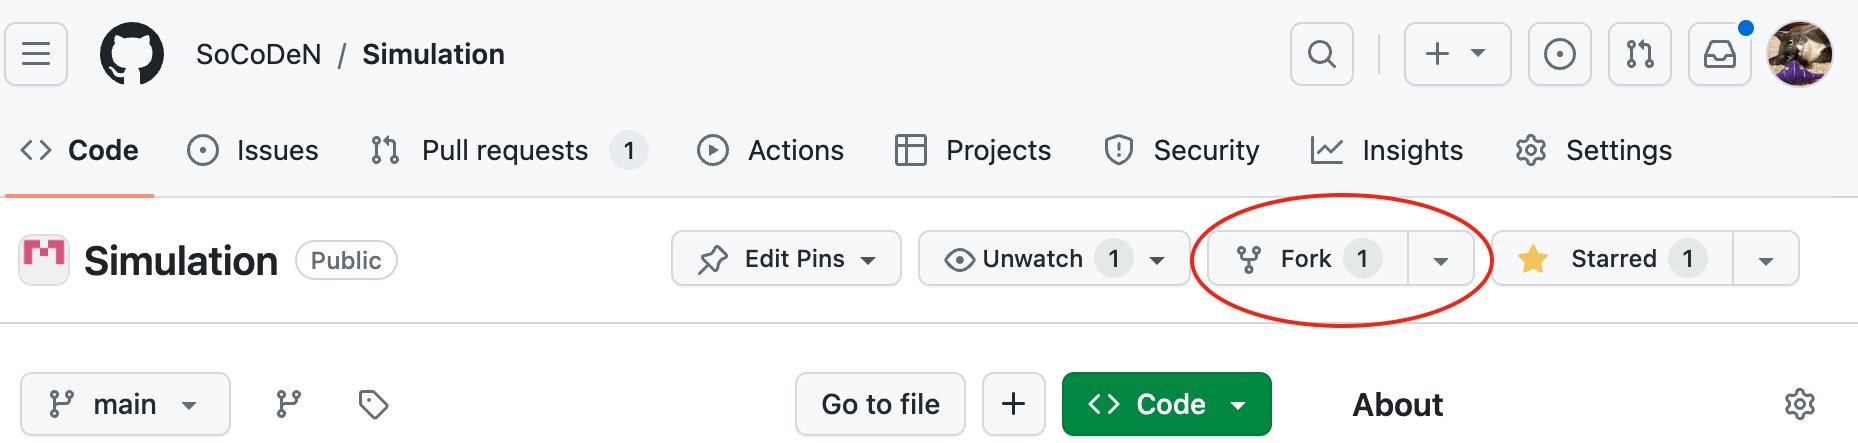 SoCoDeN / Simulation
Code Issues Pull requests 1 Actions Projects Security Insights Settings
Simulation Public Edit Pins Unwatch 1 Fork 1 Starred 1
main Go to file Code About